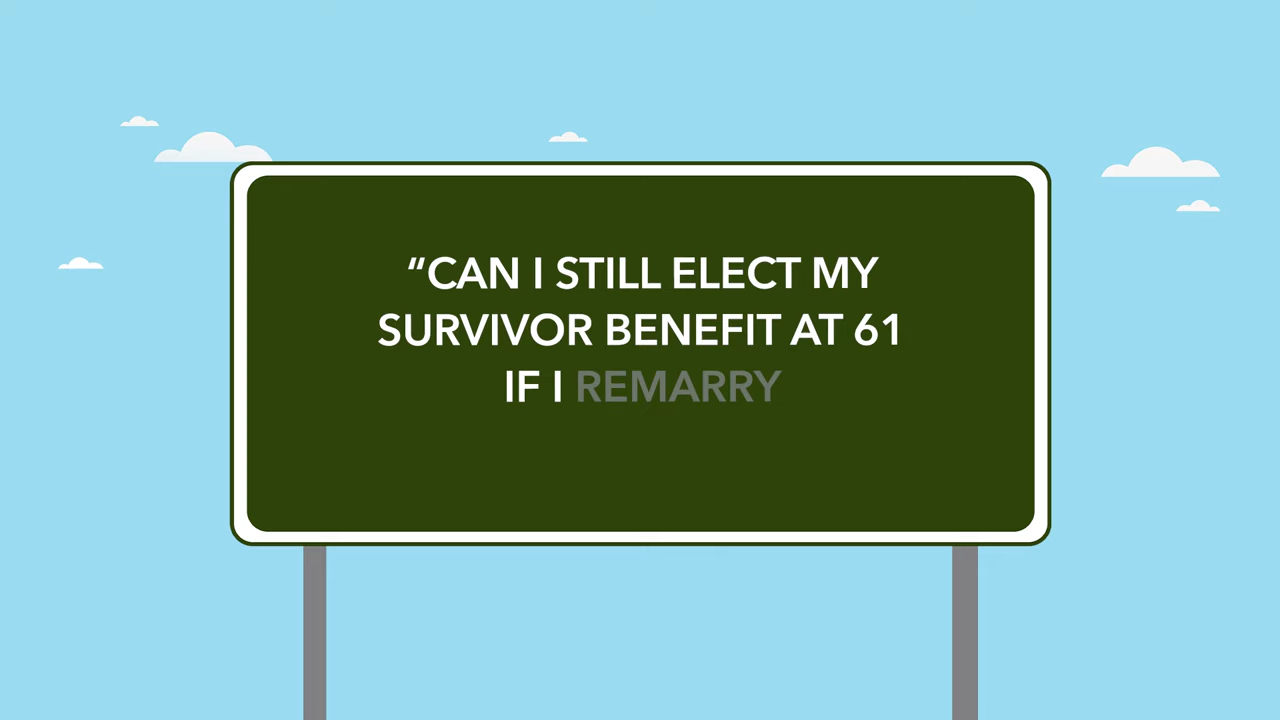 “CAN I STILL ELECT MY
SURVIVOR BENEFIT AT 61
IF I REMARRY